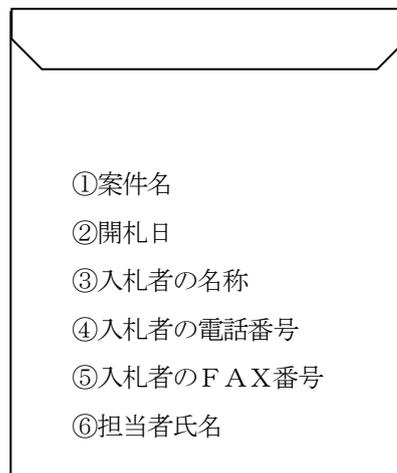 ①案件名
②開札日
③入札者の名称
④入札者の電話番号
⑤入札者のＦＡＸ番号
⑥担当者氏名